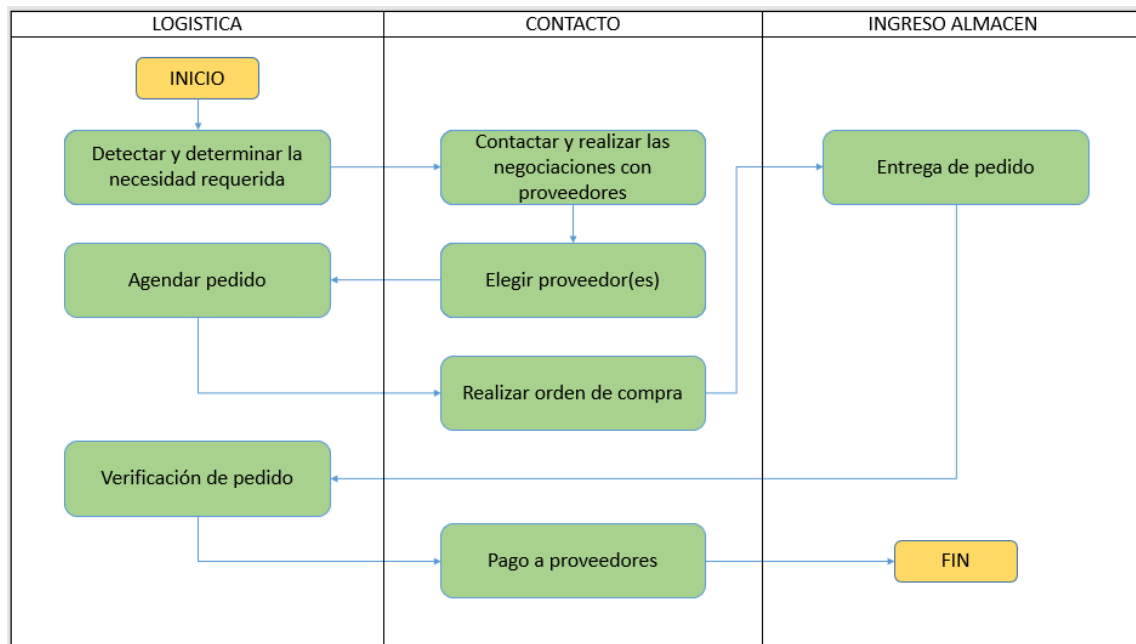 LOGISTICA
CONTACTO
INGRESO ALMACEN
INICIO
Detectar y determinar la
necesidad requerida
Contactar y realizar las
negociaciones con
proveedores
Entrega de pedido
Agendar pedido
Elegir proveedor(es)
Realizar orden de compra
Verificación de pedido
Pago a proveedores
FIN